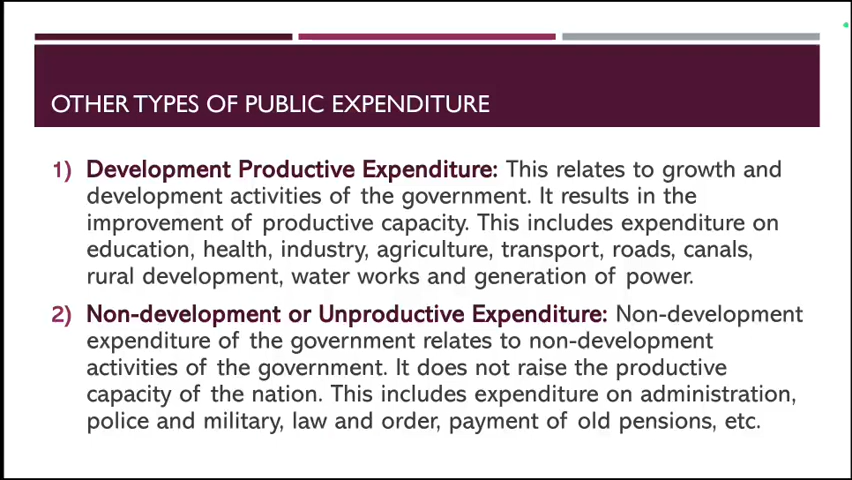 OTHER TYPES OF PUBLIC EXPENDITURE
1) Development Productive Expenditure: This relates to growth and
development activities of the government. It results in the
improvement of productive capacity. This includes expenditure on
education, health, industry, agriculture, transport, roads, canals,
rural development, water works and generation of power.
2) Non-development or Unproductive Expenditure: Non-development
expenditure of the government relates to non-development
activities of the government. It does not raise the productive
capacity of the nation. This includes expenditure on administration,
police and military, law and order, payment of old pensions, etc.